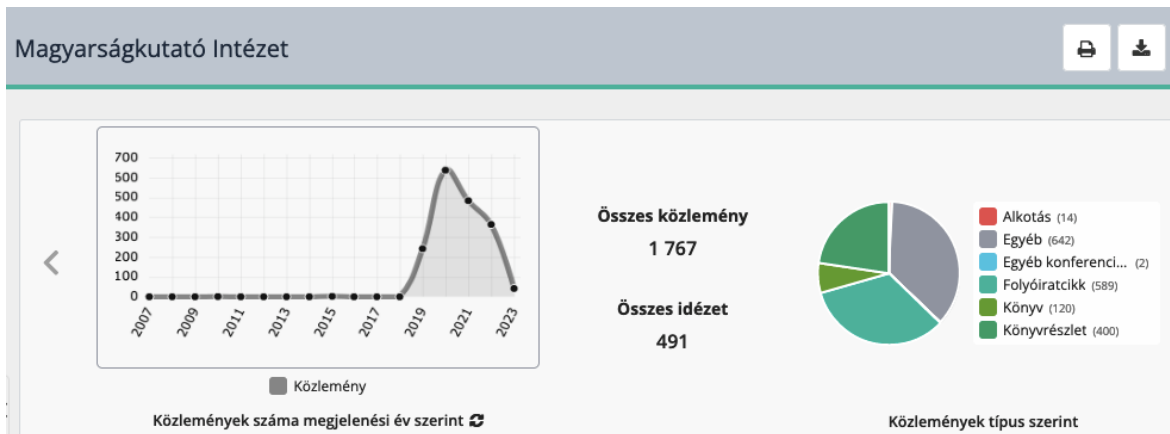 Magyarságkutató Intézet
700
500
500
400
300
200
100
0
2007
2009
2011
2013
2015
2017
2019
2021
2023
Közlemény
Közlemények száma megjelenési év szerint
Összes közlemény
1 767
Összes idézet
491
Alkotás (14)
Egyéb (642)
Egyéb konferenci... (2)
Folyóiratcikk (589)
Könyv (120)
Könyvrészlet (400)
Közlemények típus szerint